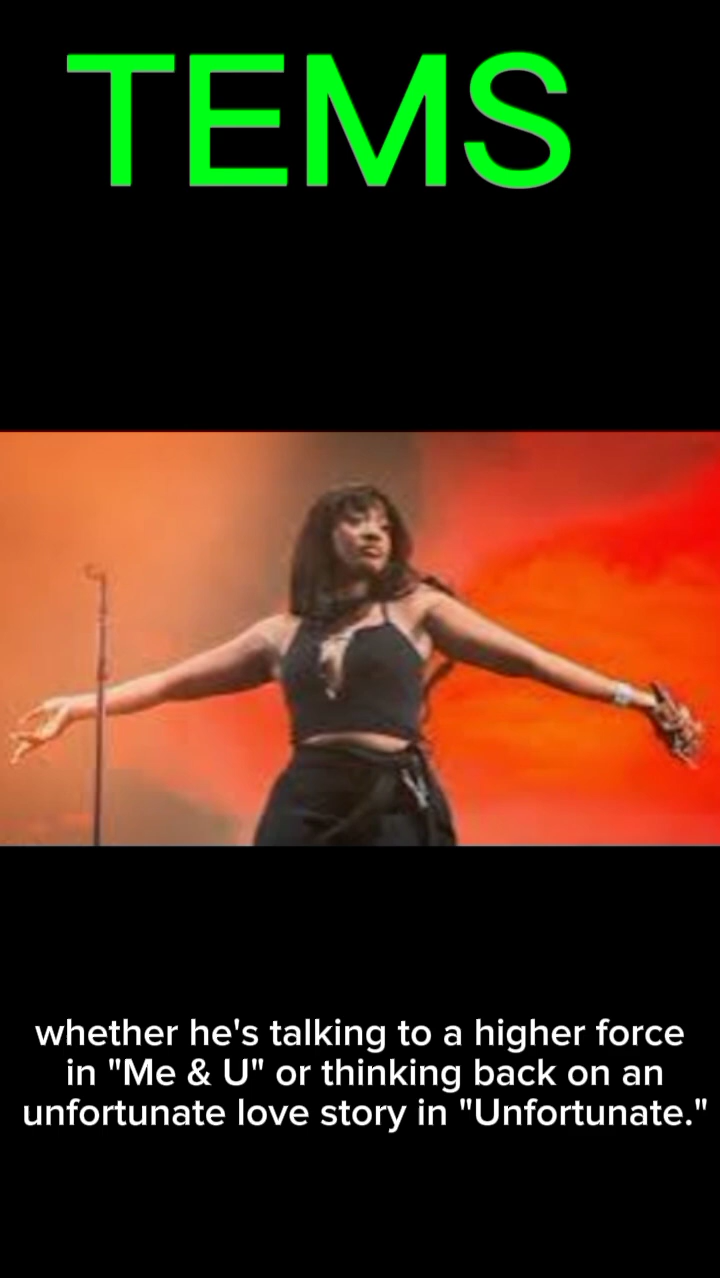 TEMS
whether he's talking to a higher force
in "Me & U" or thinking back on an
unfortunate love story in "Unfortunate."